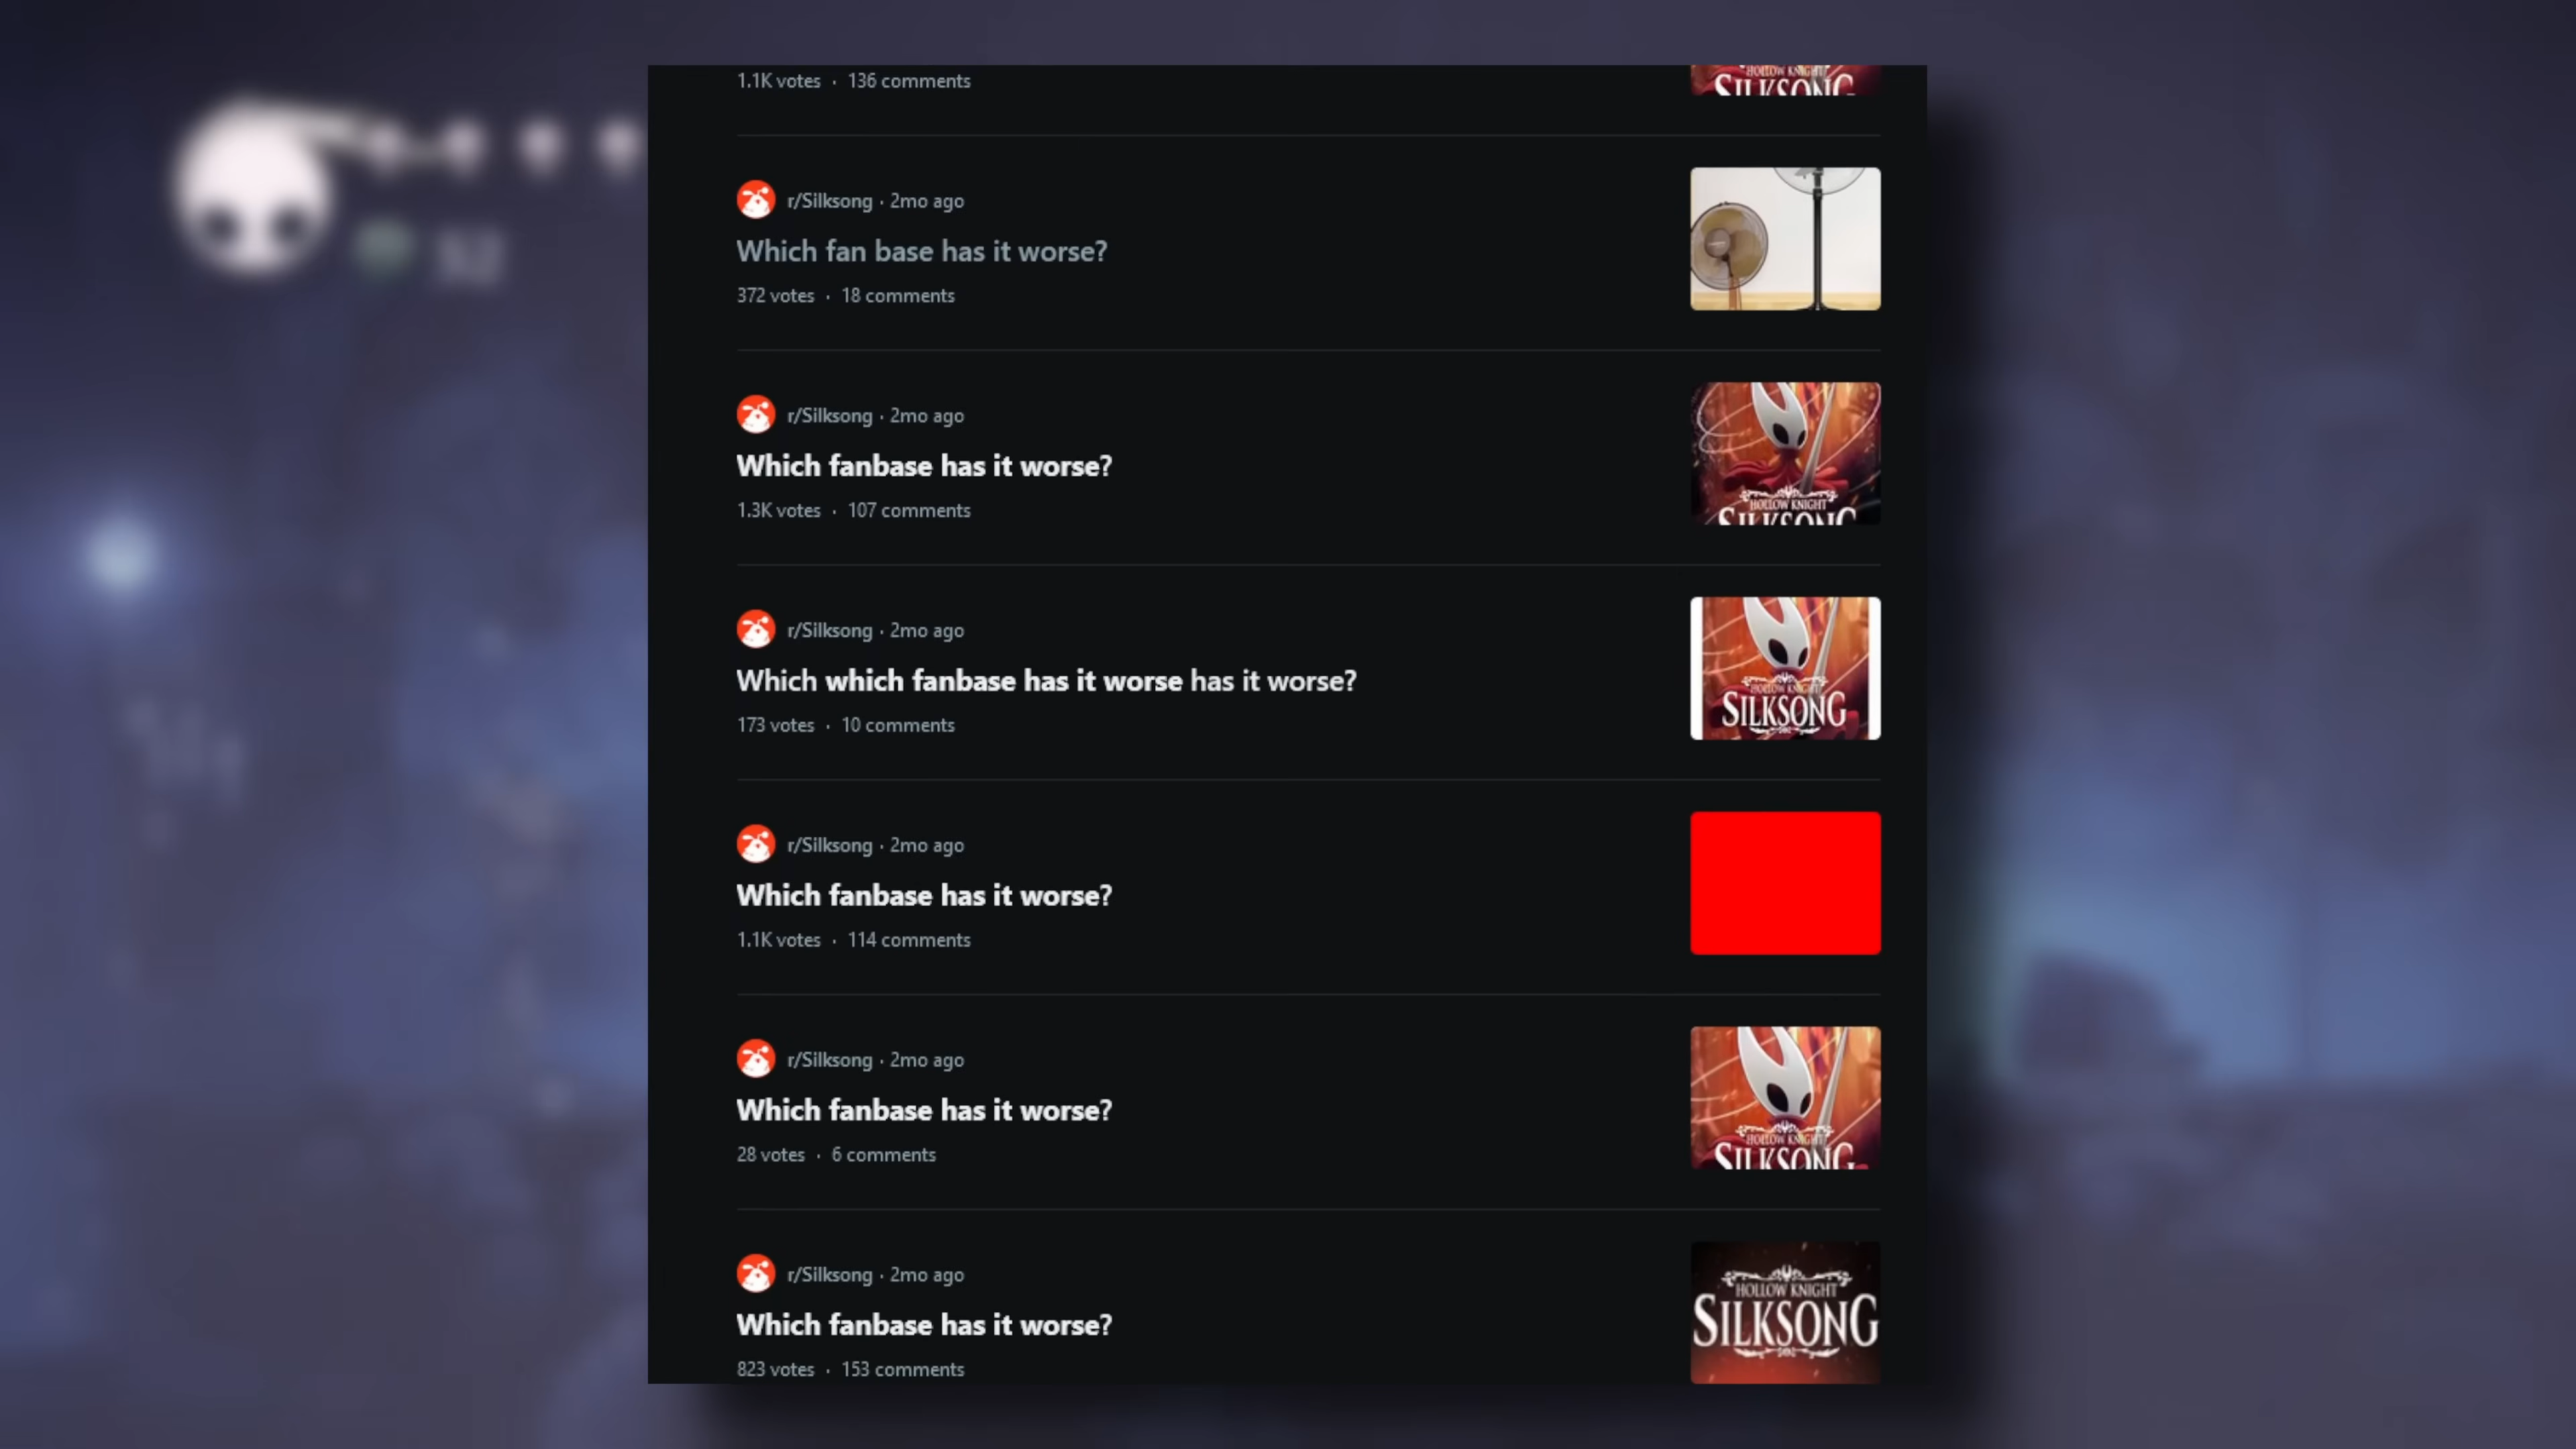 1.1K votes · 136 comments
SILKSONG
r/Silksong · 2mo ago
Which fan base has it worse?
372 votes · 18 comments
r/Silksong · 2mo ago
Which fanbase has it worse?
1.3K votes · 107 comments
HOLLOW KNIGHT
SILKSONG
r/Silksong · 2mo ago
Which which fanbase has it worse has it worse?
173 votes · 10 comments
HOLLOW KNIGHT
SILKSONG
r/Silksong · 2mo ago
Which fanbase has it worse?
1.1K votes · 114 comments
r/Silksong · 2mo ago
Which fanbase has it worse?
28 votes · 6 comments
HOLLOW KNIGHT
SILKSONG
r/Silksong · 2mo ago
Which fanbase has it worse?
823 votes · 153 comments
HOLLOW KNIGHT
SILKSONG